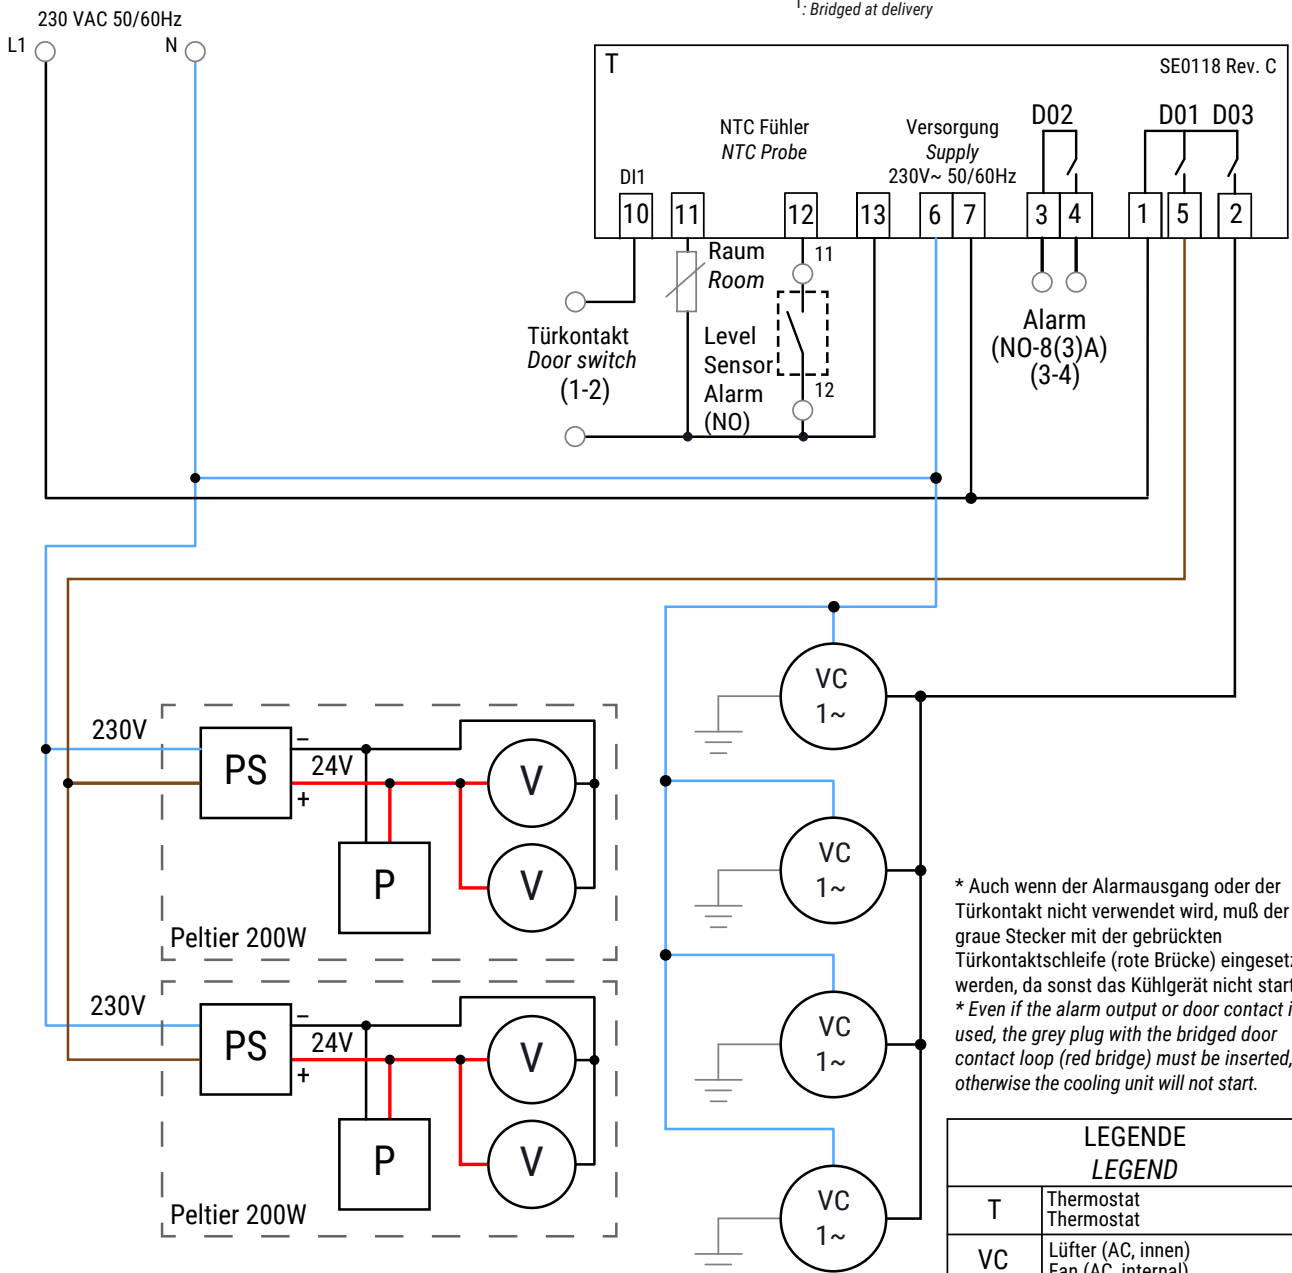 ¹: Bridged at delivery
230 VAC 50/60Hz
L1
N
T
SE0118 Rev. C
NTC Fühler
NTC Probe
Versorgung
Supply
230V~ 50/60Hz
D02
D01
D03
DI1
10
11
12
13
6
7
3
4
1
5
2
Raum
Room
11
Türkontakt
Door switch
(1-2)
Level
Sensor
Alarm
(NO)
12
Alarm
(NO-8(3)A)
(3-4)
VC
1~
VC
1~
VC
1~
VC
1~
230V
PS
–
24V
+
V
V
P
Peltier 200W
230V
PS
–
24V
+
V
V
P
Peltier 200W
* Auch wenn der Alarmausgang oder der
Türkontakt nicht verwendet wird, muß der
graue Stecker mit der gebrückten
Türkontaktschleife (rote Brücke) eingesetz
werden, da sonst das Kühlgerät nicht start
* Even if the alarm output or door contact i
used, the grey plug with the bridged door
contact loop (red bridge) must be inserted,
otherwise the cooling unit will not start.
LEGENDE
LEGEND
T
Thermostat
Thermostat
VC
Lüfter (AC, innen)
Fan (AC, internal)